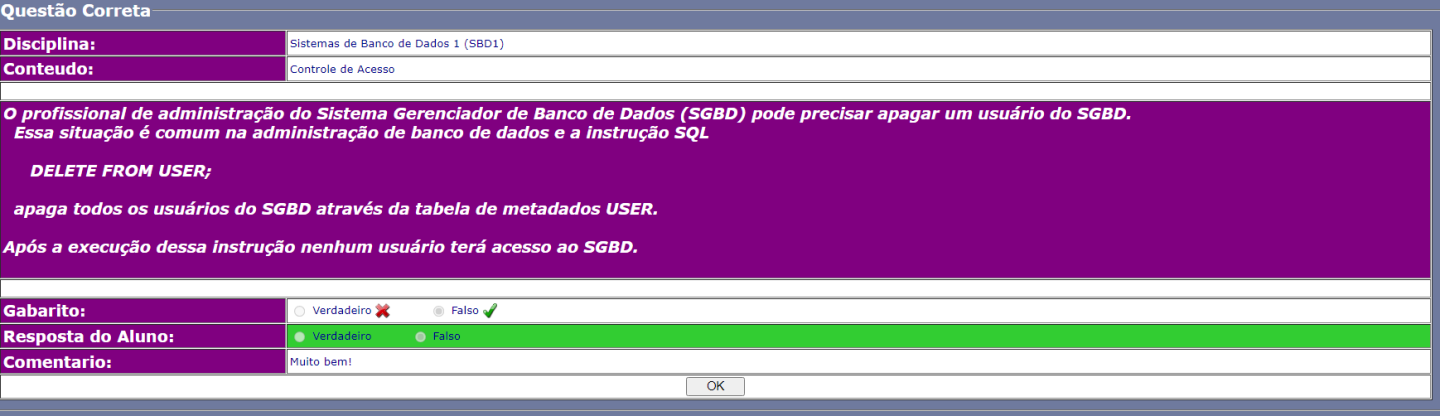 Questão Correta
Disciplina: Sistemas de Banco de Dados 1 (SBD1)
Conteudo: Controle de Acesso
O profissional de administração do Sistema Gerenciador de Banco de Dados (SGBD) pode precisar apagar um usuário do SGBD.
Essa situação é comum na administração de banco de dados e a instrução SQL
DELETE FROM USER;
apaga todos os usuários do SGBD através da tabela de metadados USER.
Após a execução dessa instrução nenhum usuário terá acesso ao SGBD.
Gabarito: Verdadeiro Falso
Resposta do Aluno: Verdadeiro Falso
Comentario: Muito bem!
OK